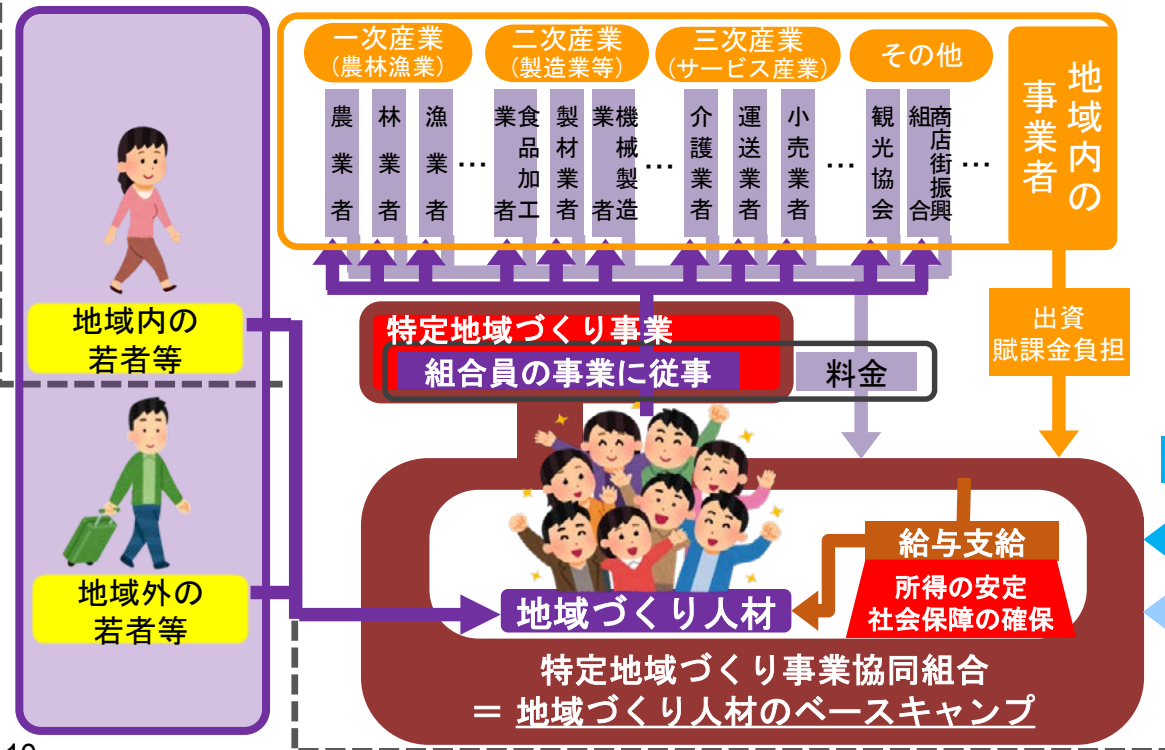 一次産業
(農林漁業)
二次産業
(製造業等)
三次産業
(サービス産業)
その他
地域内の
事業者
農業者
林業者
漁業者
…
食品加工
業者
製材業者
機械製造
業者
…
介護業者
運送業者
小売業者
…
観光協会
商店街振興
組合
…
地域内の
若者等
特定地域づくり事業
組合員の事業に従事
料金
出資
賦課金負担
地域外の
若者等
給与支給
所得の安定
社会保障の確保
地域づくり人材
特定地域づくり事業協同組合
= 地域づくり人材のベースキャンプ